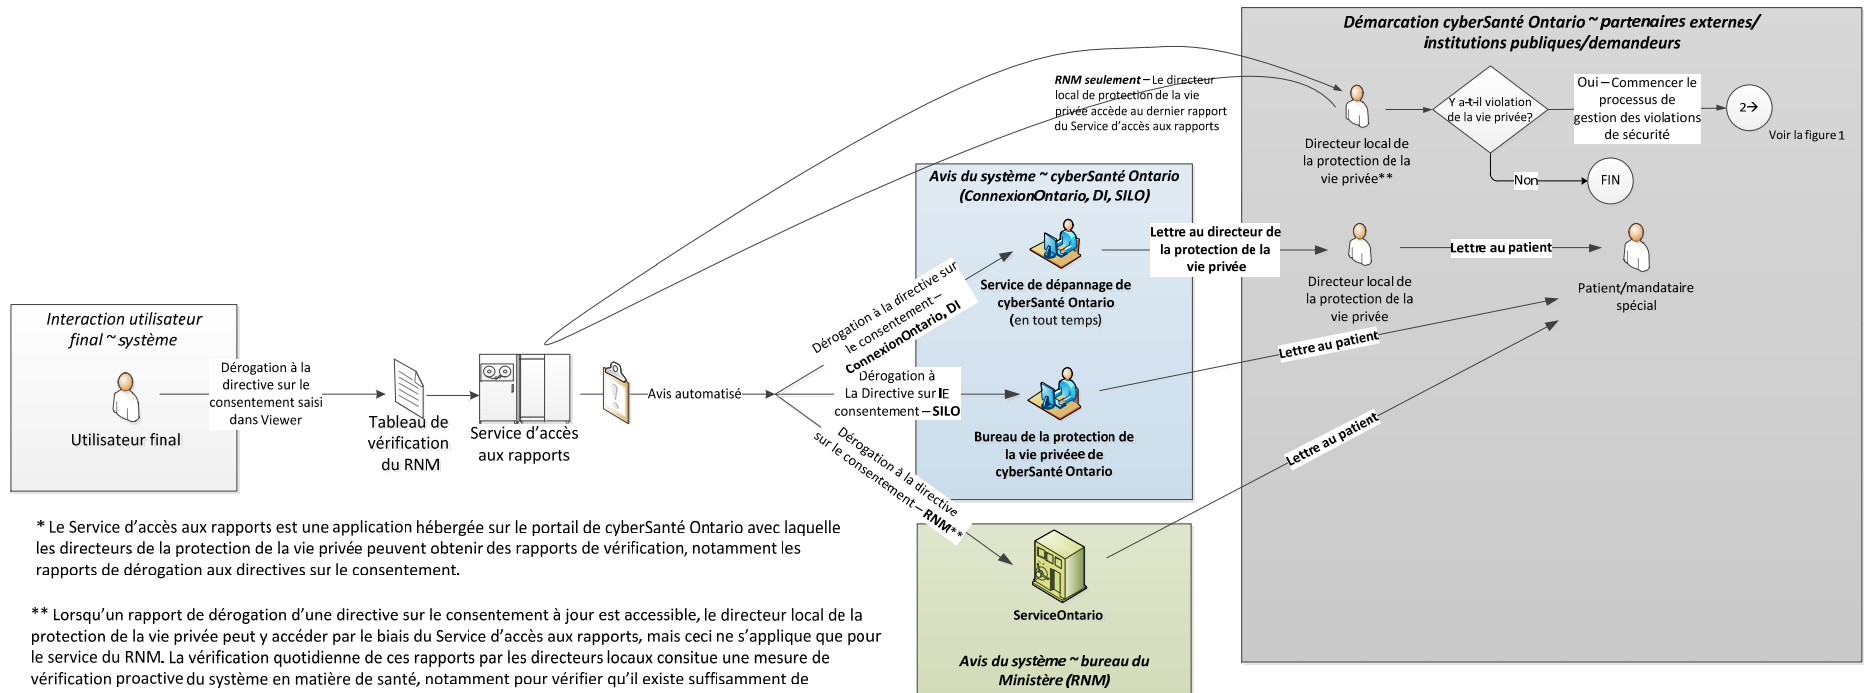 Démarcation cyberSanté Ontario ~ partenaires externes/
institutions publiques/demandeurs
RNM seulement – Le directeur
local de protection de la vie
privée accède au dernier rapport
du Service d'accès aux rapports
Directeur local de
la protection de la
vie privée**
Y a-t-il violation
de la vie privée?
Oui – Commencer le
processus de
gestion des violations
de sécurité
2→
Voir la figure 1
Non
FIN
Avis du système ~ cyberSanté Ontario
(ConnexionOntario, DI, SILO)
Service de dépannage de
cyberSanté Ontario
(en tout temps)
Lettre au directeur de
la protection de la
vie privée
Directeur local de
la protection de la
vie privée
Lettre au patient
Patient/mandataire
spécial
Interaction utilisateur
final ~ système
Utilisateur final
Dérogation à la
directive sur le
consentement saisi
dans Viewer
Tableau de
vérification
du RNM
Service d'accès
aux rapports
Avis automatisé
Dérogation à la directive sur
le consentement –
ConnexionOntario, DI
Dérogation à
La Directive sur lE
consentement – SILO
Dérogation à la directive
sur le consentement – RNM**
Bureau de la protection de
la vie privéee de
cyberSanté Ontario
Lettre au patient
Lettre au patient
ServiceOntario
Avis du système ~ bureau du
Ministère (RNM)
* Le Service d'accès aux rapports est une application hébergée sur le portail de cyberSanté Ontario avec laquelle
les directeurs de la protection de la vie privée peuvent obtenir des rapports de vérification, notamment les
rapports de dérogation aux directives sur le consentement.
** Lorsqu'un rapport de dérogation d'une directive sur le consentement à jour est accessible, le directeur local de la
protection de la vie privée peut y accéder par le biais du Service d'accès aux rapports, mais ceci ne s'applique que pour
le service du RNM. La vérification quotidienne de ces rapports par les directeurs locaux consitue une mesure de
vérification proactive du système en matière de santé, notamment pour vérifier qu'il existe suffisamment de